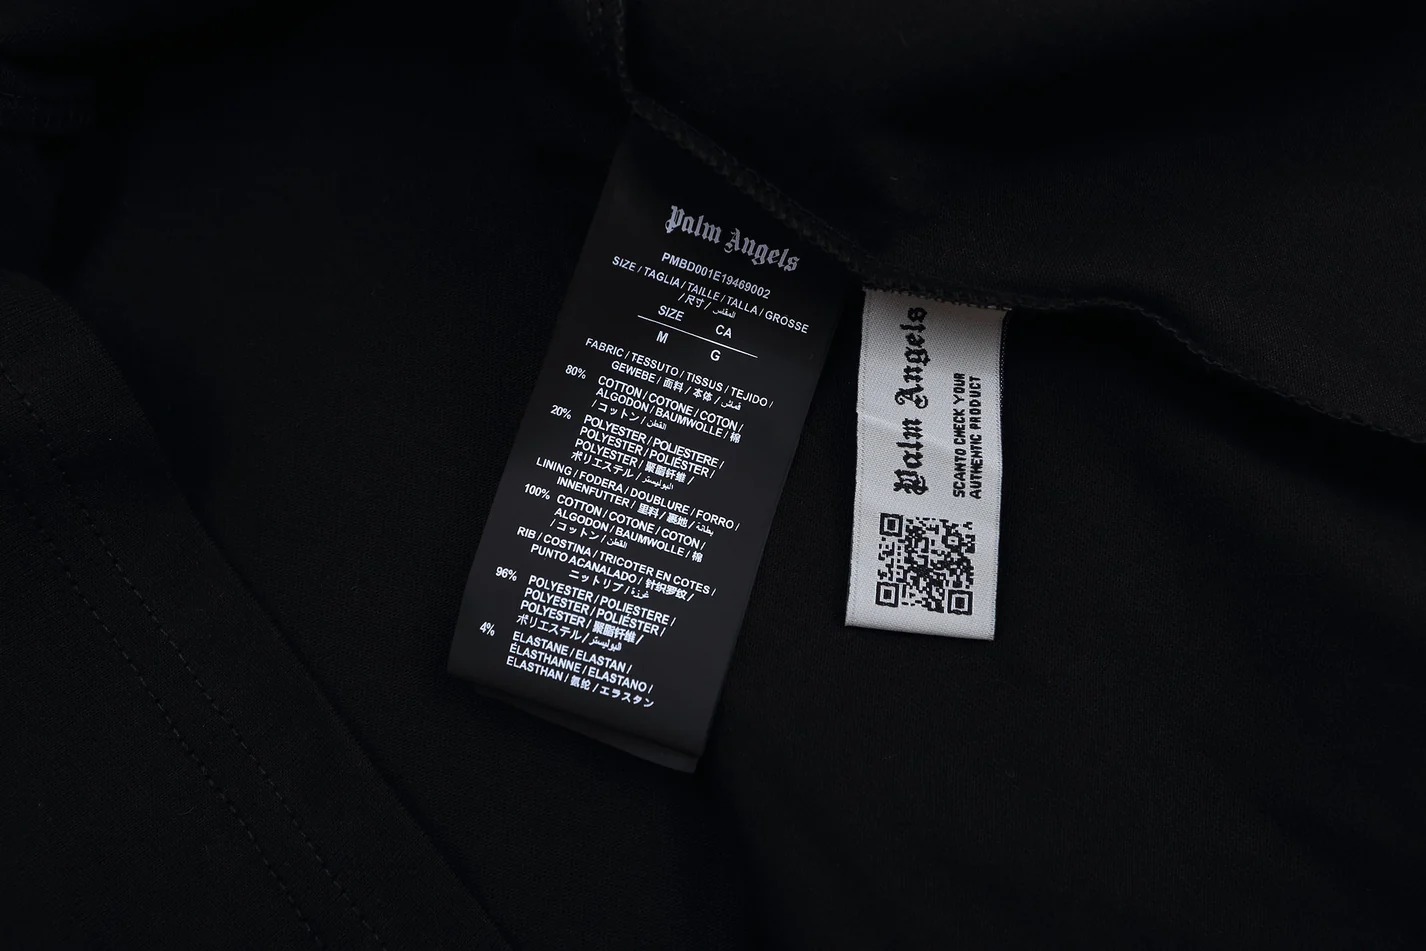 Palm Angels
PMBD001E19469002
SIZE / TAGLIA / TAILLE / TALLA / GRÖSSE
/ 尺寸 / المقاس
SIZE CA
M G
FABRIC / TESSUTO / TISSUS / TEJIDO /
GEWEBE / 面料 / 本体 / قماش
80% COTTON / COTONE / COTON /
ALGODON / BAUMWOLLE / 棉
/ コットン / القطن
20% POLYESTER / POLIESTERE /
POLYESTER / POLIÉSTER /
POLYESTER / 聚酯纤维 /
ポリエステル / البوليستر
LINING / FODERA / DOUBLURE / FORRO /
INNENFUTTER / 里料 / 裏地 / بطانة
100% COTTON / COTONE / COTON /
ALGODON / BAUMWOLLE / 棉
/ コットン / القطن
RIB / COSTINA / TRICOTER EN COTES /
PUNTO ACANALADO / 针织罗纹 /
ニットリブ /
96% POLYESTER / POLIESTERE /
POLYESTER / POLIÉSTER /
POLYESTER / 聚酯纤维 /
ポリエステル / البوليستر
4% ELASTANE / ELASTAN /
ÉLASTHANNE / ELASTANO /
ELASTHAN / 氨纶 / エラスタン
Palm Angels
SCANTO CHECK YOUR
AUTHENTIC PRODUCT